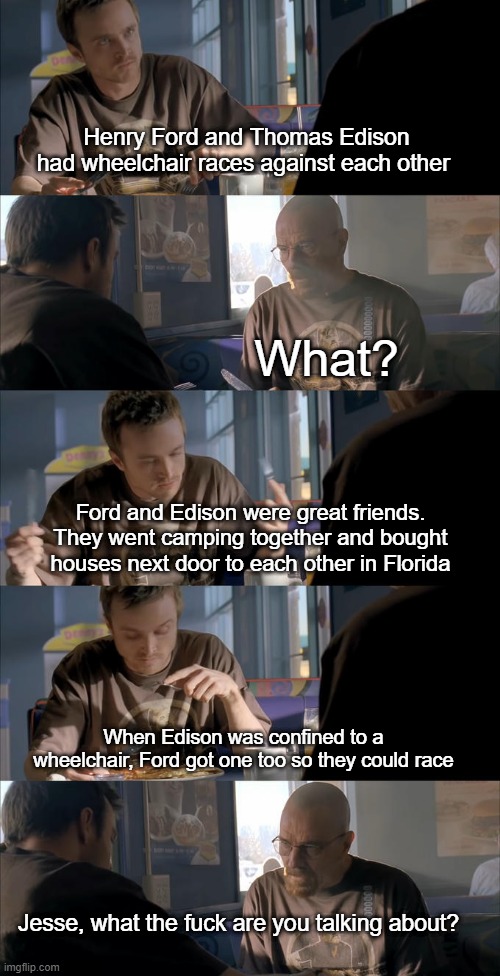 Henry Ford and Thomas Edison
had wheelchair races against each other
What?
Ford and Edison were great friends.
They went camping together and bought
houses next door to each other in Florida
When Edison was confined to a
wheelchair, Ford got one too so they could race
Jesse, what the fuck are you talking about?
imgflip.com